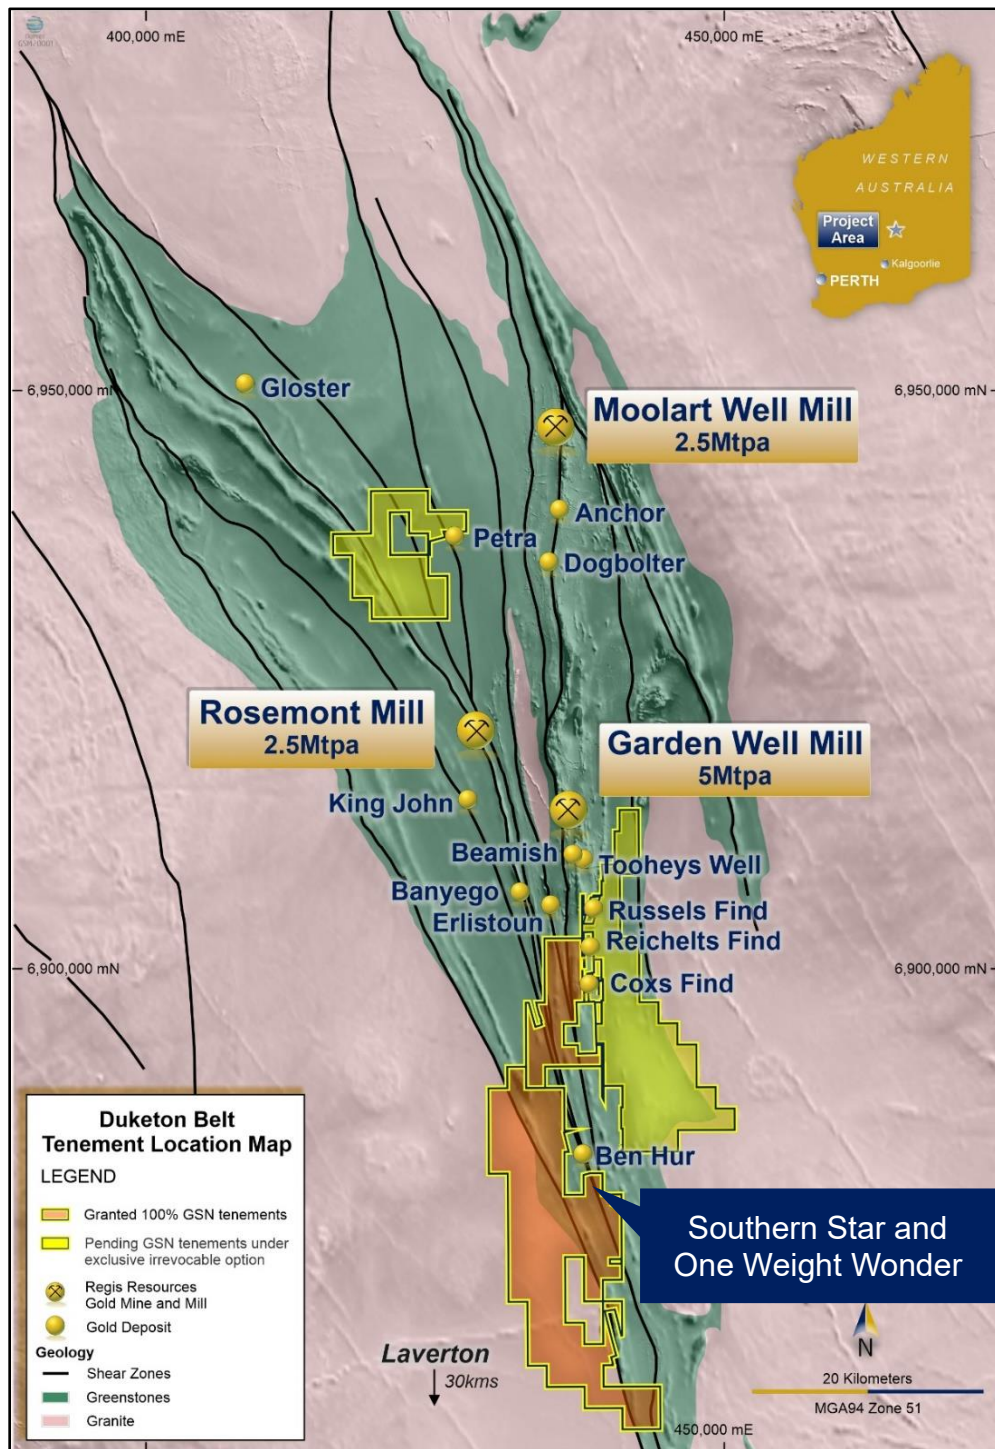 400,000 mE
450,000 mE
WESTERN
AUSTRALIA
Project
Area
Kalgoorlie
PERTH
6,950,000 mN
6,950,000 mN
Gloster
Moolart Well Mill
2.5Mtpa
Anchor
Petra
Dogbolter
Rosemont Mill
2.5Mtpa
Garden Well Mill
5Mtpa
King John
Beamish
Tooheys Well
Banyego
Erlistoun
Russels Find
Reichelts Find
6,900,000 mN
6,900,000 mN
Coxs Find
Duketon Belt
Tenement Location Map
LEGEND
Granted 100% GSN tenements
Pending GSN tenements under
exclusive irrevocable option
Regis Resources
Gold Mine and Mill
Gold Deposit
Geology
Shear Zones
Greenstones
Granite
Ben Hur
Southern Star and
One Weight Wonder
Laverton
30kms
N
20 Kilometers
MGA94 Zone 51
450,000 mE